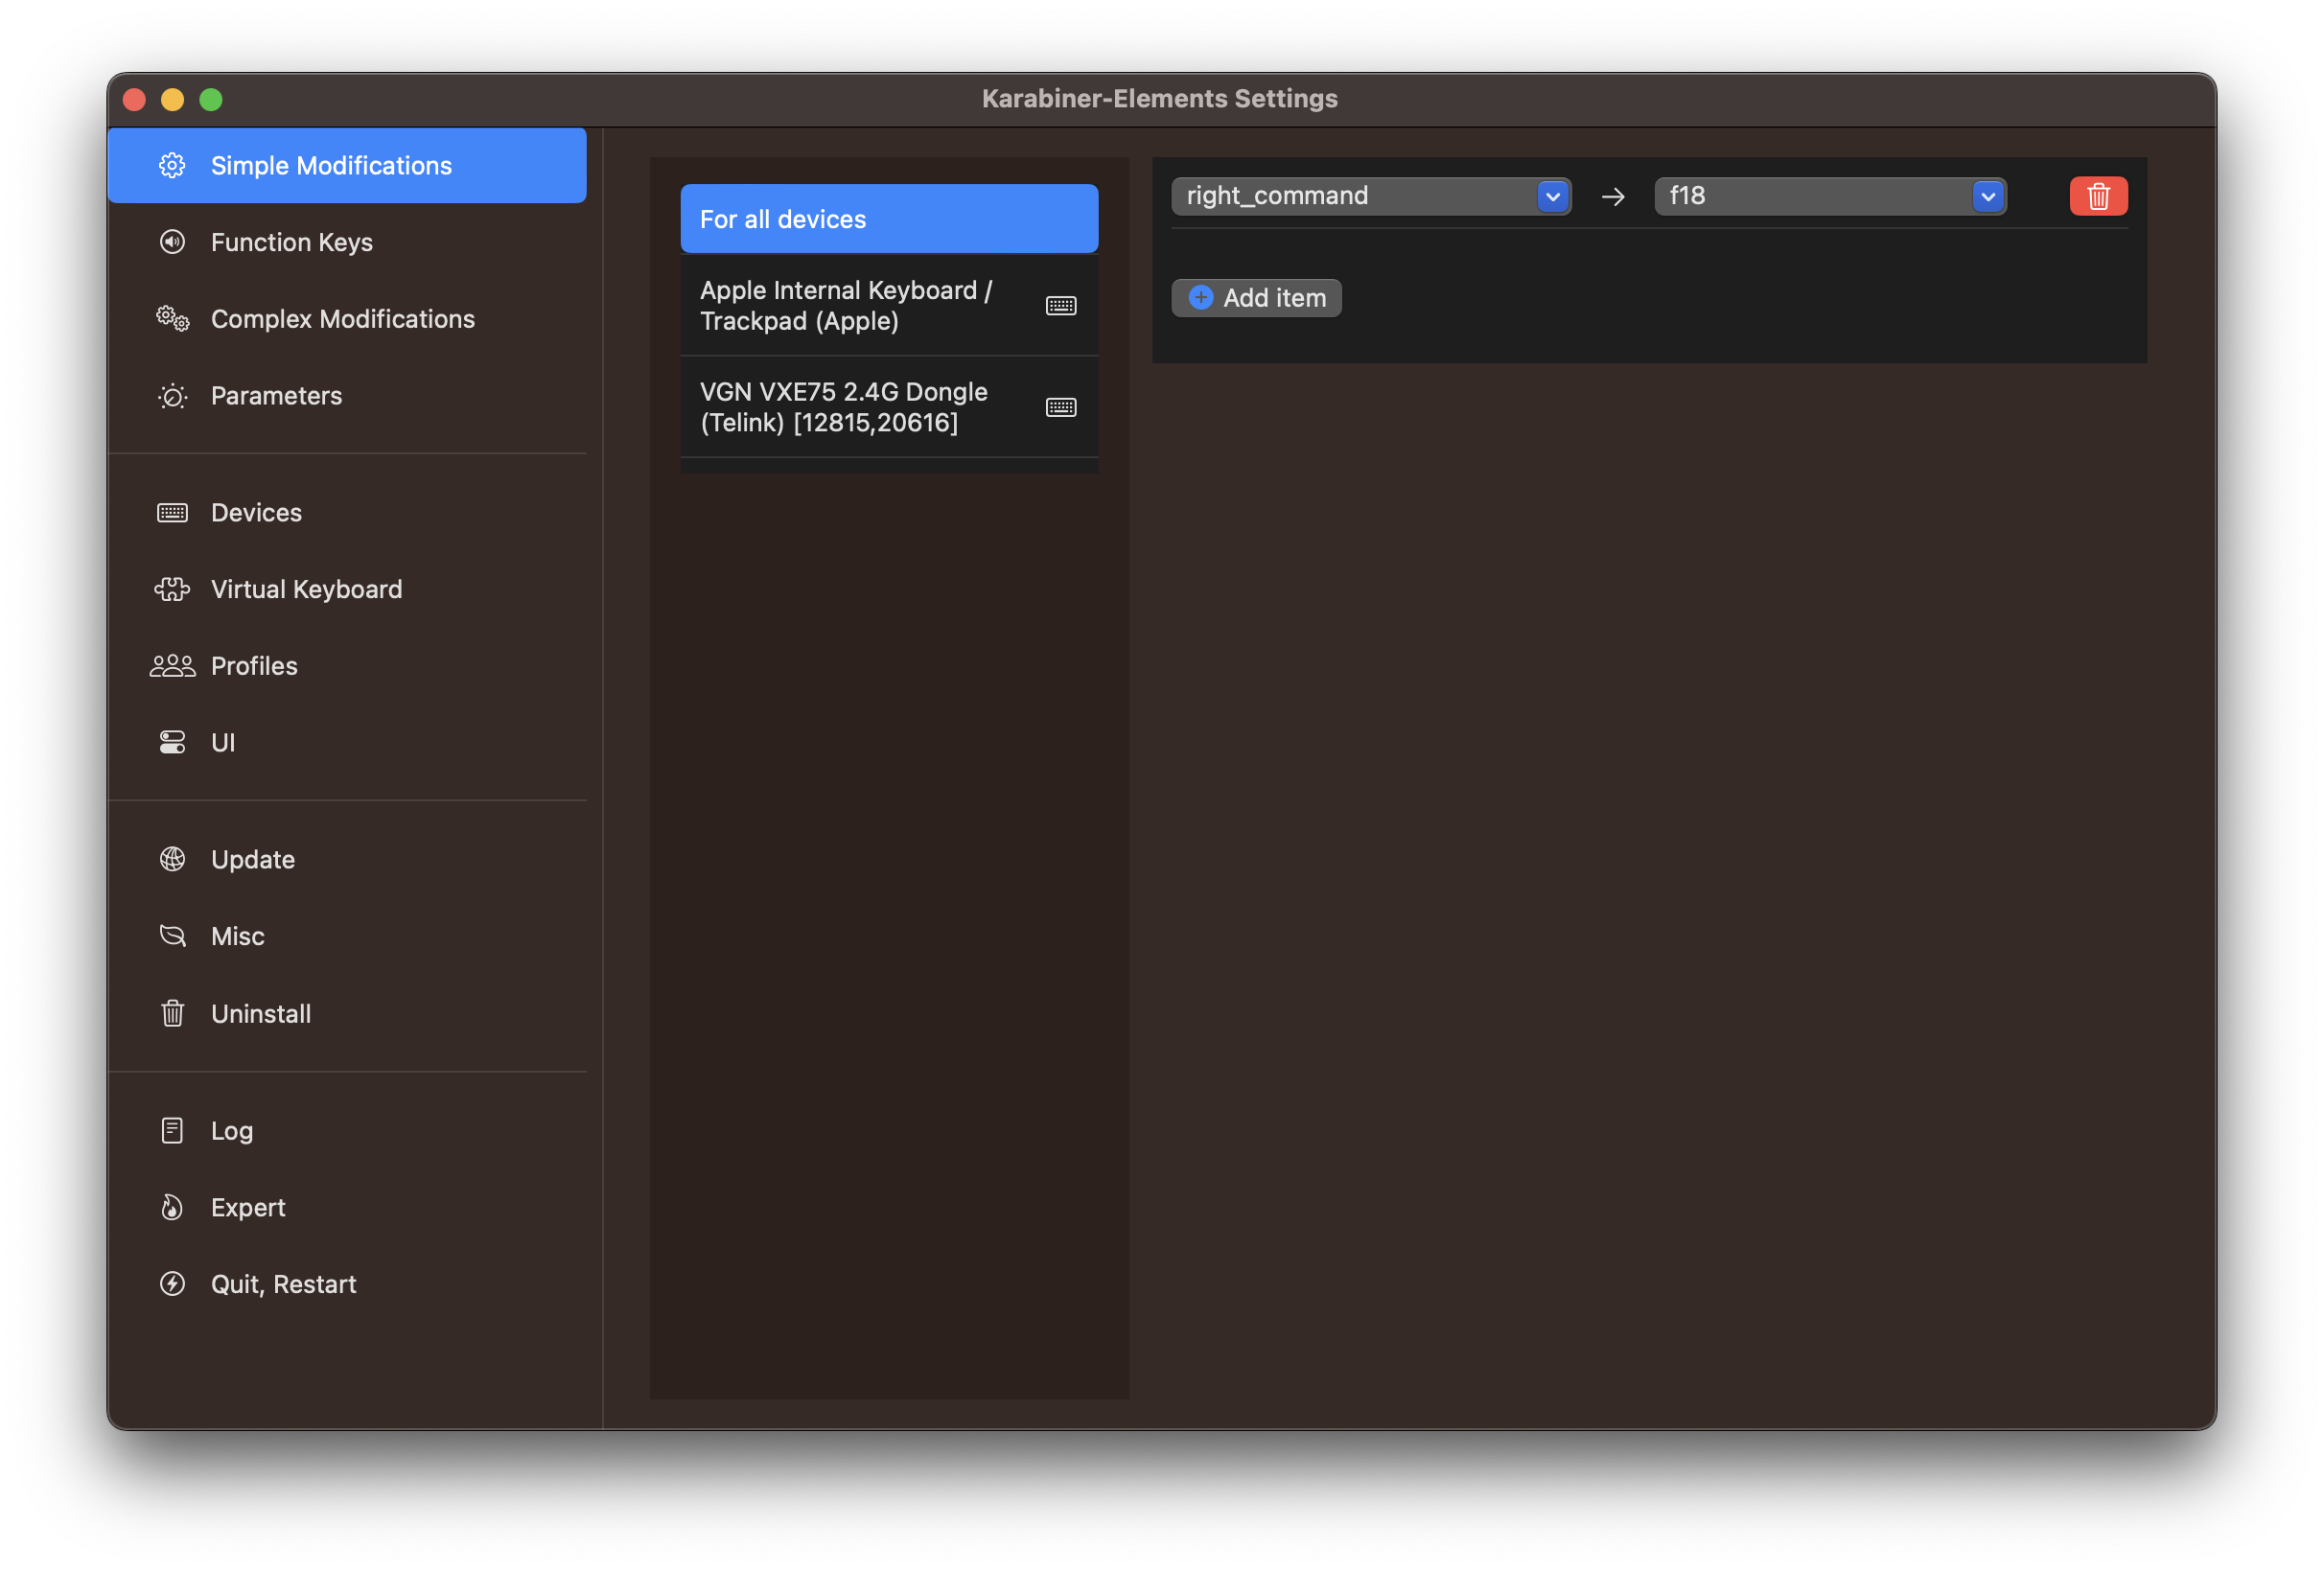 Karabiner-Elements Settings
Simple Modifications
Function Keys
Complex Modifications
Parameters
Devices
Virtual Keyboard
Profiles
UI
Update
Misc
Uninstall
Log
Expert
Quit, Restart
For all devices
Apple Internal Keyboard /
Trackpad (Apple)
VGN VXE75 2.4G Dongle
(Telink) [12815,20616]
right_command → f18
Add item